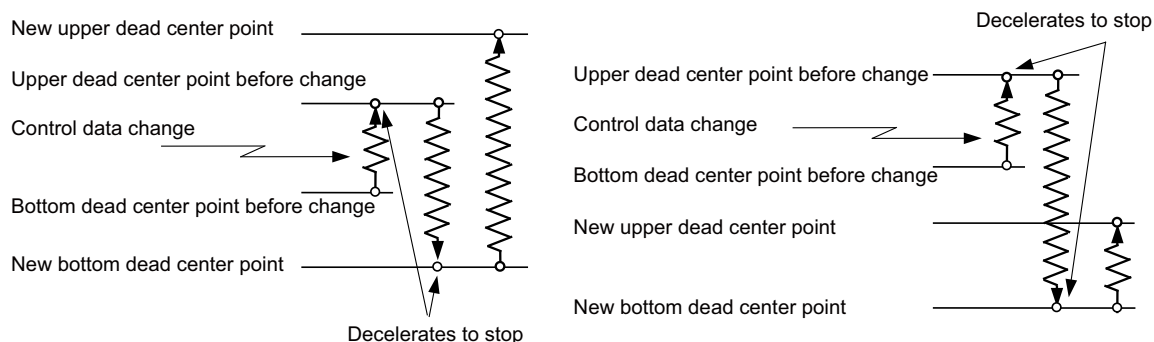 New upper dead center point
Upper dead center point before change
Control data change
Bottom dead center point before change
New bottom dead center point
Decelerates to stop
Decelerates to stop
Upper dead center point before change
Control data change
Bottom dead center point before change
New upper dead center point
New bottom dead center point